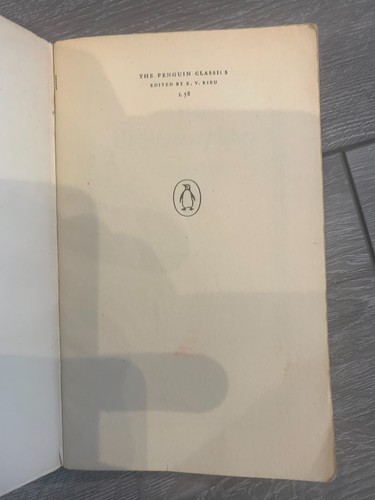 THE PENGUIN CLASSICS
EDITED BY E. V. RIEU
L 58